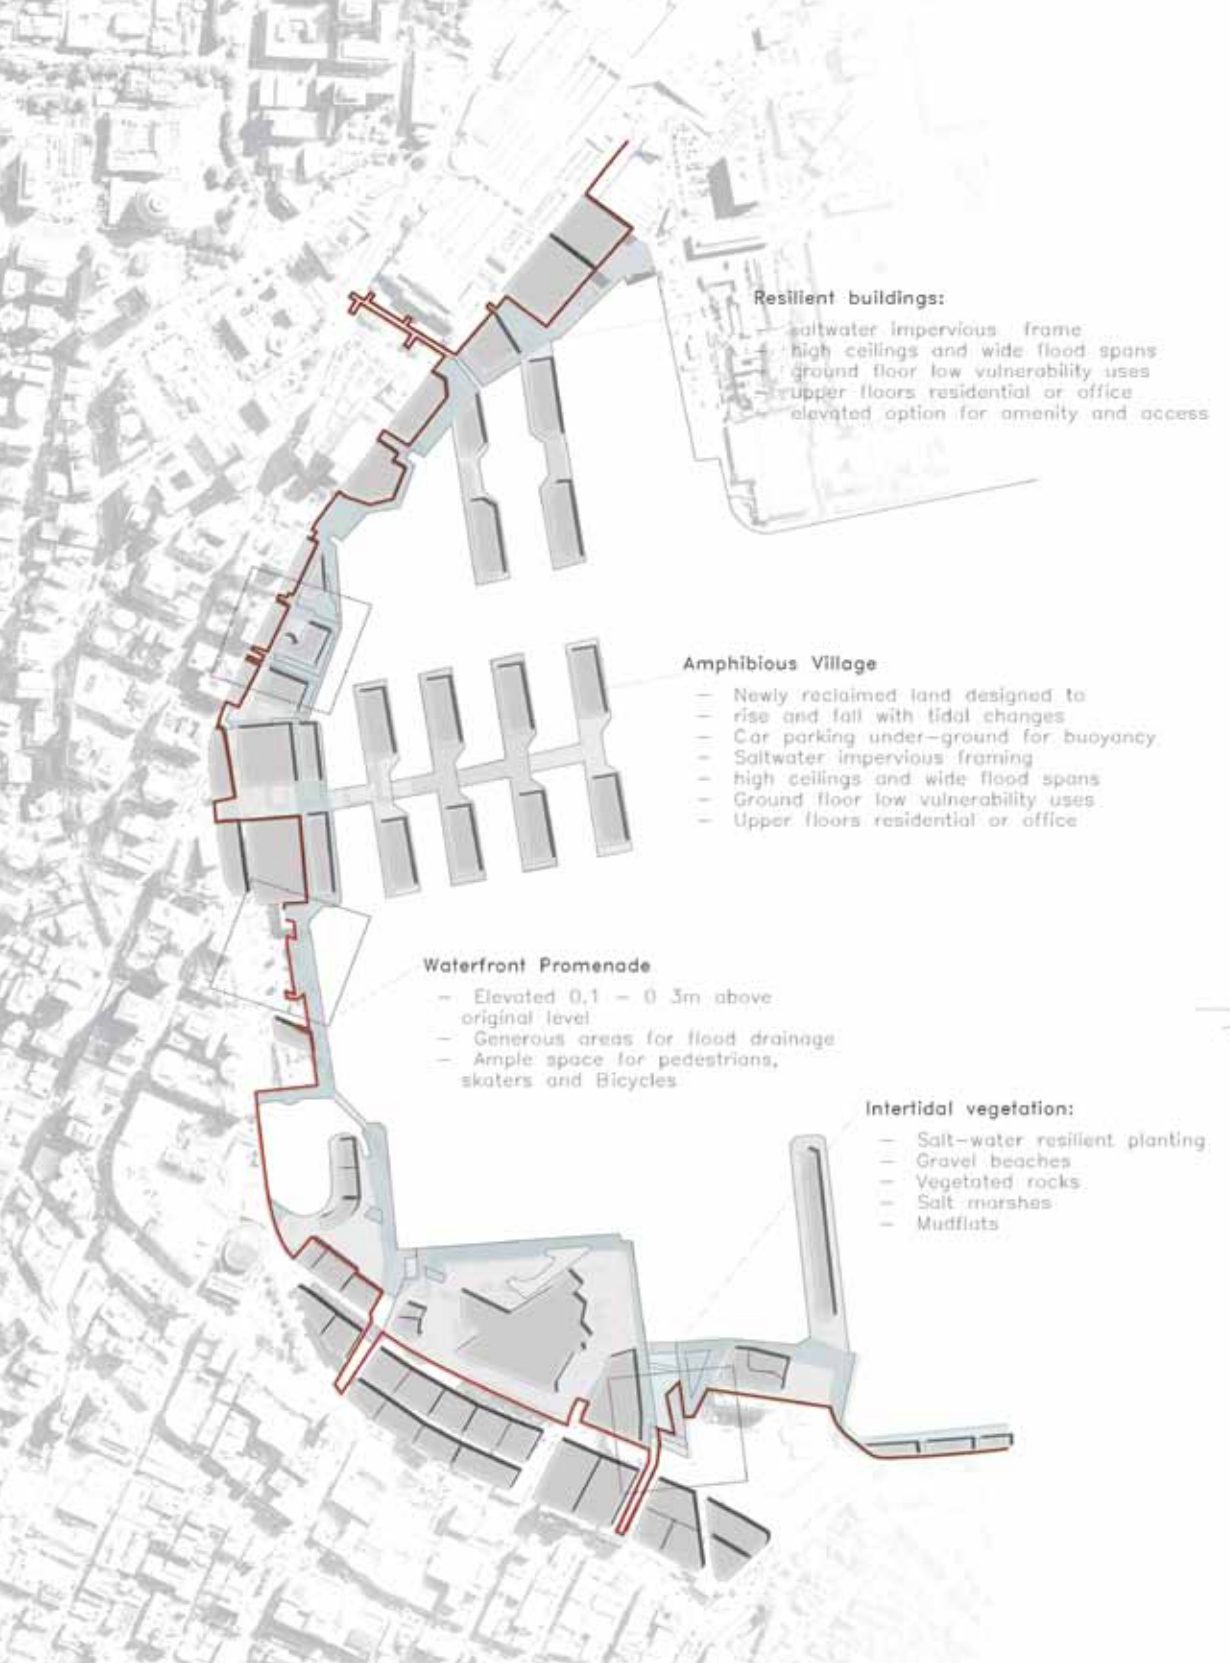 Resilient buildings:
— saltwater impervious frame
— high ceilings and wide flood spans
— ground floor low vulnerability uses
— upper floors residential or office
— elevated option for amenity and access
Amphibious Village
— Newly reclaimed land designed to
— rise and fall with tidal changes
— Car parking under-ground for buoyancy
— Saltwater impervious framing
— high ceilings and wide flood spans
— Ground floor low vulnerability uses
— Upper floors residential or office
Waterfront Promenade
— Elevated 0.1 - 0 3m above
original level
— Generous areas for flood drainage
— Ample space for pedestrians,
skaters and Bicycles
Intertidal vegetation:
— Salt-water resilient planting
— Gravel beaches
— Vegetated rocks
— Salt marshes
— Mudflats